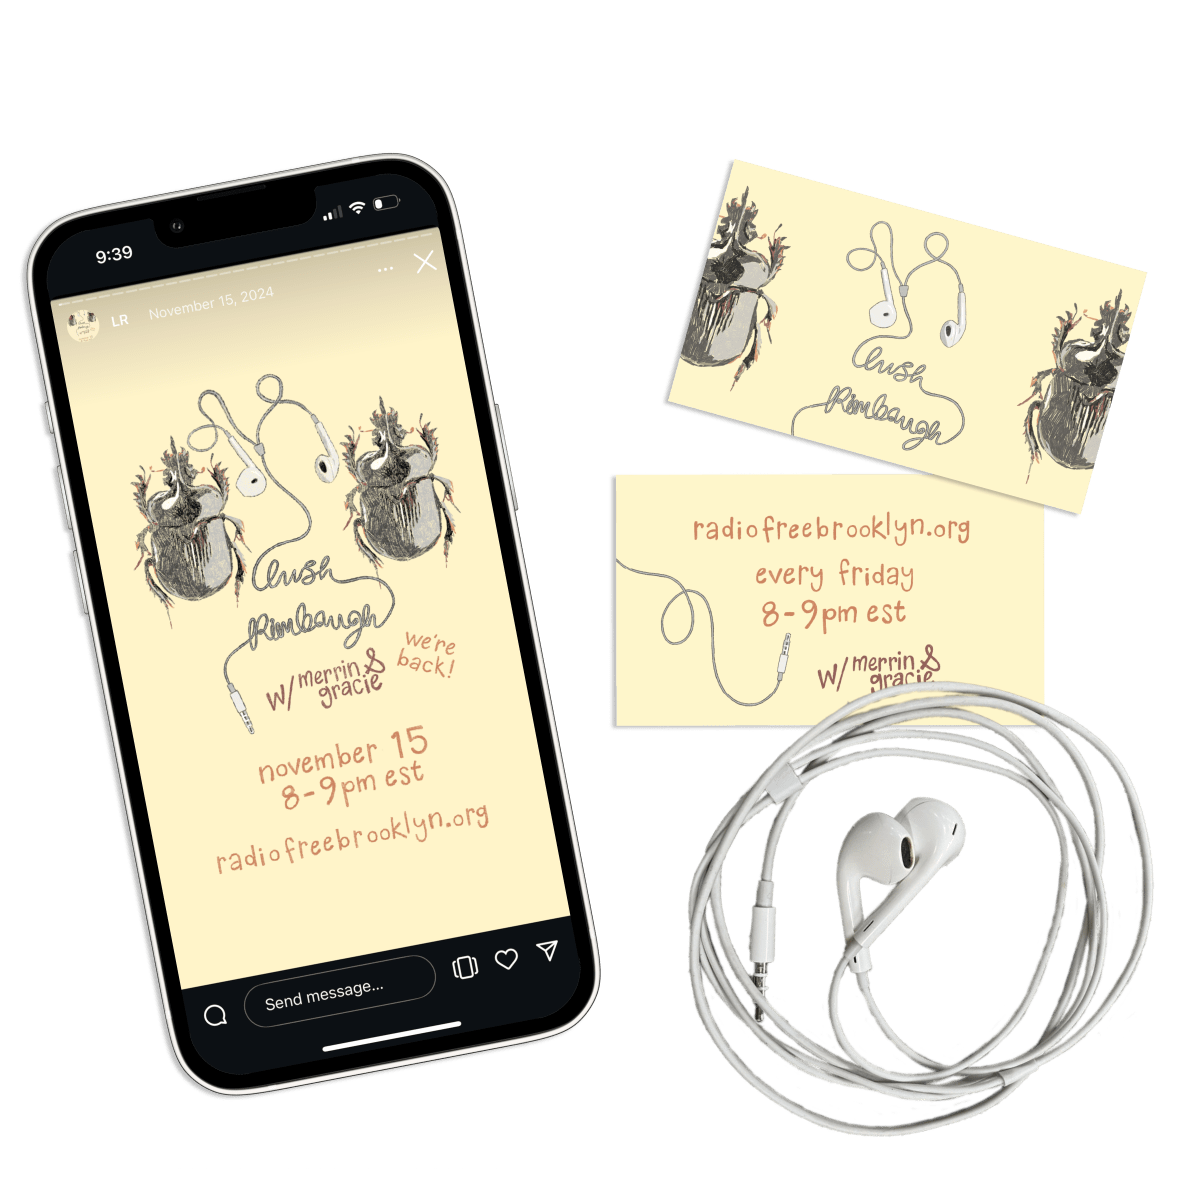 9:39
LR November 15, 2024
Lush
Rimbaugh
w/ merrin &
gracie
we're
back!
november 15
8-9pm est
radiofreebrooklyn.org
Send message...
Lush
Rimbaugh
radiofreebrooklyn.org
every friday
8-9pm est
w/ merrin &
gracie